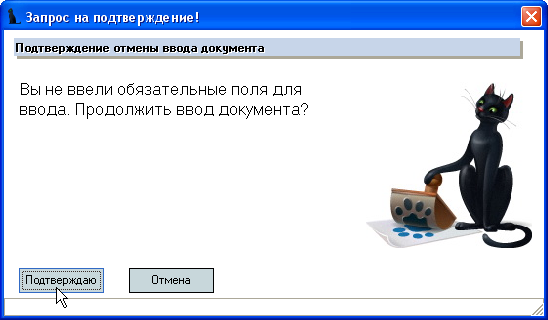 Запрос на подтверждение!
Подтверждение отмены ввода документа
Вы не ввели обязательные поля для
ввода. Продолжить ввод документа?
Подтверждаю
Отмена